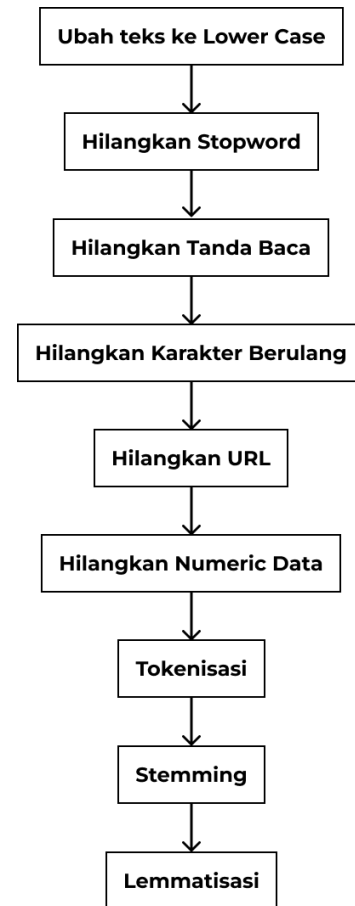 Ubah teks ke Lower Case
Hilangkan Stopword
Hilangkan Tanda Baca
Hilangkan Karakter Berulang
Hilangkan URL
Hilangkan Numeric Data
Tokenisasi
Stemming
Lemmatisasi